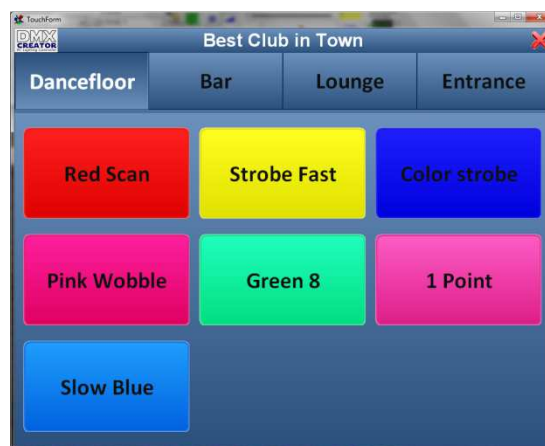 TouchForm
DMX
CREATOR
Best Club in Town
Dancefloor Bar Lounge Entrance
Red Scan Strobe Fast Color strobe
Pink Wobble Green 8 1 Point
Slow Blue